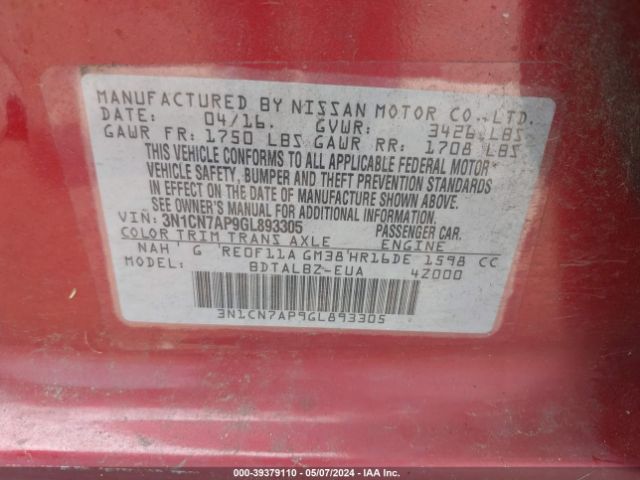 MANUFACTURED BY NISSAN MOTOR CO., LTD.
DATE: 04/16. GVWR: 3426 LBS
GAWR FR: 1750 LBS GAWR RR: 1708 LBS
THIS VEHICLE CONFORMS TO ALL APPLICABLE FEDERAL MOTOR
VEHICLE SAFETY, BUMPER AND THEFT PREVENTION STANDARDS
IN EFFECT ON THE DATE OF MANUFACTURE SHOWN ABOVE.
SEE OWNER'S MANUAL FOR ADDITIONAL INFORMATION.
VIN: 3N1CN7AP9GL893305 PASSENGER CAR.
COLOR TRIM TRANS AXLE ENGINE
NAH ' G RE0F11A GM38 'HR16DE 1598 CC
MODEL: BDTALBZ-EUA 42000
3N1CN7AP9GL893305
000-39379110 - 05/07/2024 - IAA